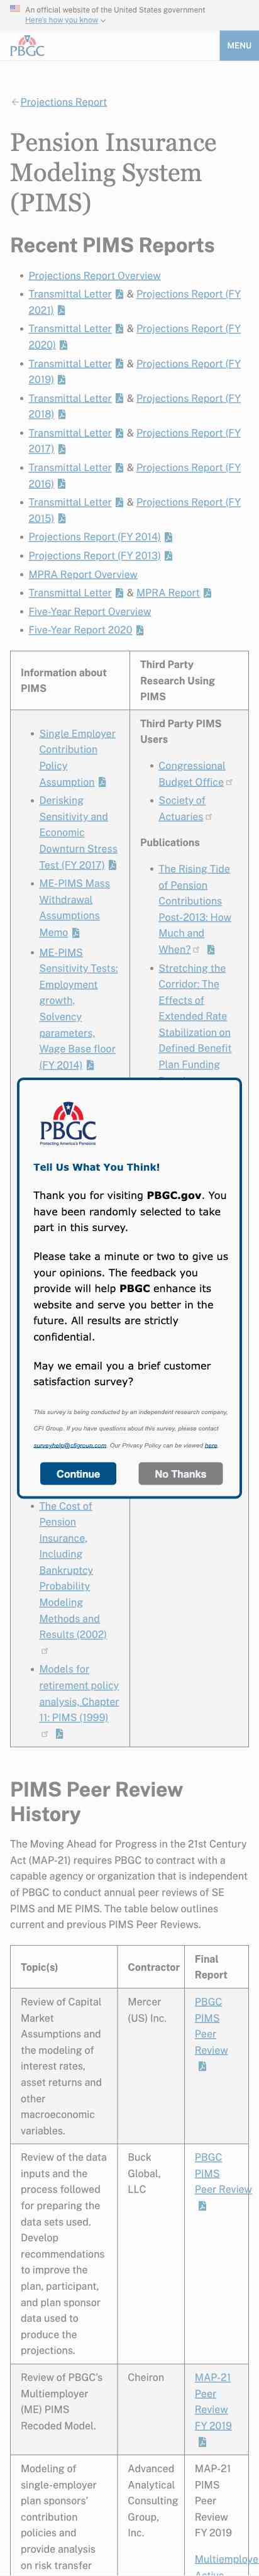 An official website of the United States government
Here's how you know
PBGC
MENU
Projections Report
Pension Insurance
Modeling System
(PIMS)
Recent PIMS Reports
Projections Report Overview
Transmittal Letter & Projections Report (FY
2021)
Transmittal Letter & Projections Report (FY
2020)
Transmittal Letter & Projections Report (FY
2019)
Transmittal Letter & Projections Report (FY
2018)
Transmittal Letter & Projections Report (FY
2017)
Transmittal Letter & Projections Report (FY
2016)
Transmittal Letter & Projections Report (FY
2015)
Projections Report (FY 2014)
Projections Report (FY 2013)
MPRA Report Overview
Transmittal Letter & MPRA Report
Five-Year Report Overview
Five-Year Report 2020
Information about
PIMS
Third Party
Research Using
PIMS
Single Employer
Contribution
Policy
Assumption
Derisking
Sensitivity and
Economic
Downturn Stress
Test (FY 2017)
ME-PIMS Mass
Withdrawal
Assumptions
Memo
ME-PIMS
Sensitivity Tests:
Employment
growth,
Solvency
parameters,
Wage Base floor
(FY 2014)
Third Party PIMS
Users
Congressional
Budget Office
Society of
Actuaries
Publications
The Rising Tide
of Pension
Contributions
Post-2013: How
Much and
When?
Stretching the
Corridor: The
Effects of
Extended Rate
Stabilization on
Defined Benefit
Plan Funding
PBGC
Protecting America's Pensions
Tell Us What You Think!
Thank you for visiting PBGC.gov. You
have been randomly selected to take
part in this survey.
Please take a minute or two to give us
your opinions. The feedback you
provide will help PBGC enhance its
website and serve you better in the
future. All results are strictly
confidential.
May we email you a brief customer
satisfaction survey?
This survey is being conducted by an independent research company,
CFI Group. If you have questions about this survey, please contact
surveyhelp@cfigroup.com. Our Privacy Policy can be viewed here.
Continue
No Thanks
The Cost of
Pension
Insurance,
Including
Bankruptcy
Probability
Modeling
Methods and
Results (2002)
Models for
retirement policy
analysis, Chapter
11: PIMS (1999)
PIMS Peer Review
History
The Moving Ahead for Progress in the 21st Century
Act (MAP-21) requires PBGC to contract with a
capable agency or organization that is independent
of PBGC to conduct annual peer reviews of SE
PIMS and ME PIMS. The table below outlines
current and previous PIMS Peer Reviews.
Topic(s)
Contractor
Final
Report
Review of Capital
Market
Assumptions and
the modeling of
interest rates,
asset returns and
other
macroeconomic
variables.
Mercer
(US) Inc.
PBGC
PIMS
Peer
Review
Review of the data
inputs and the
process followed
for preparing the
data sets used.
Develop
recommendations
to improve the
plan, participant,
and plan sponsor
data used to
produce the
projections.
Buck
Global,
LLC
PBGC
PIMS
Peer Review
Review of PBGC's
Multiemployer
(ME) PIMS
Recoded Model.
Cheiron
MAP-21
Peer
Review
FY 2019
Modeling of
single-employer
plan sponsors'
contribution
policies and
provide analysis
on risk transfer
Advanced
Analytical
Consulting
Group,
Inc.
MAP-21
PIMS
Peer
Review
FY 2019